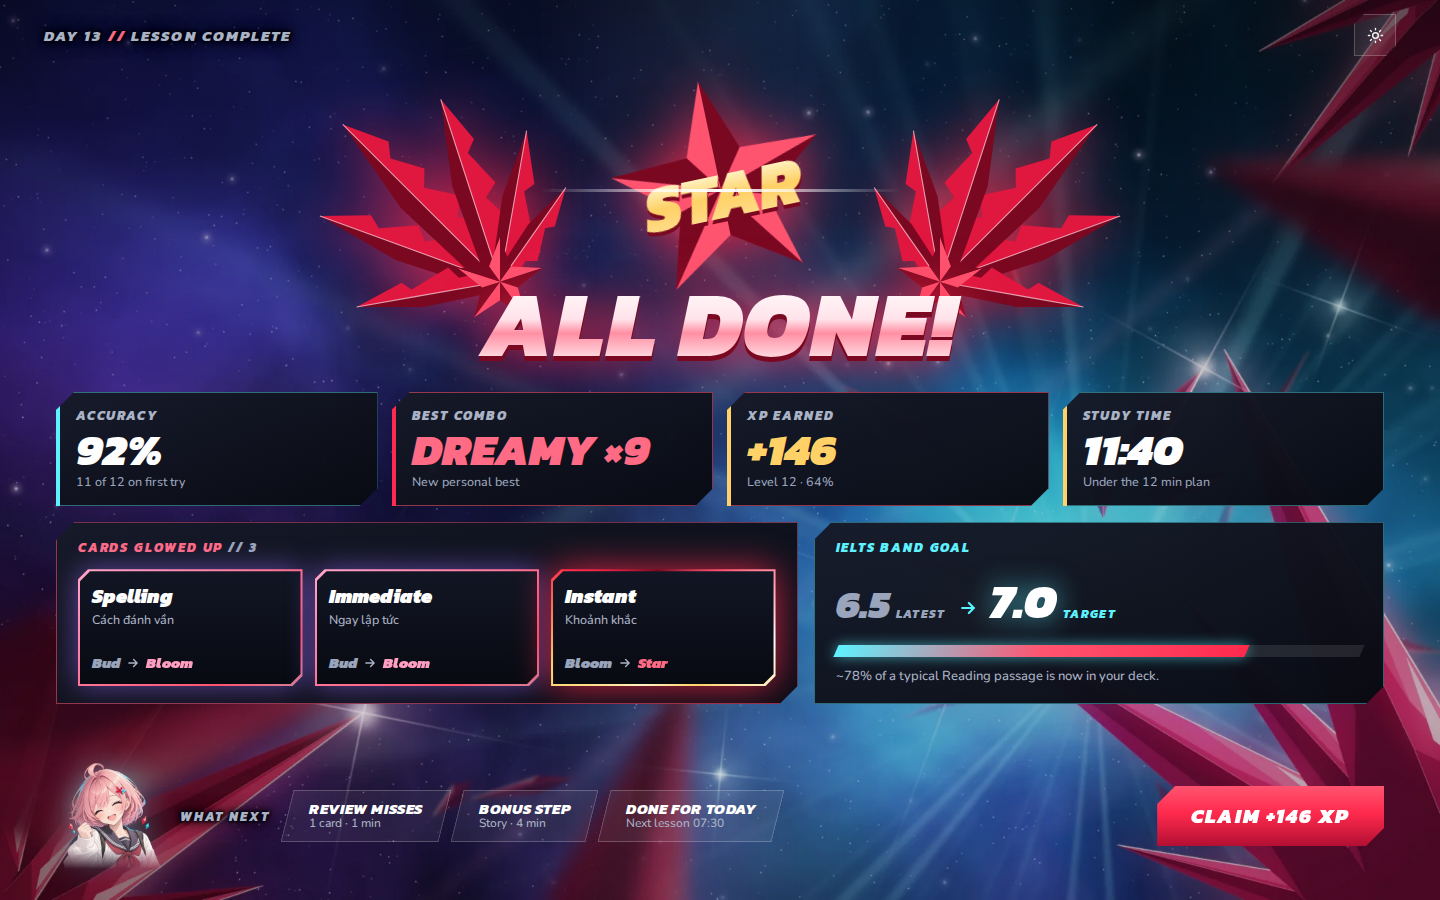 DAY 13 // LESSON COMPLETE
STAR
ALL DONE!
ACCURACY
92%
11 of 12 on first try
BEST COMBO
DREAMY ×9
New personal best
XP EARNED
+146
Level 12 · 64%
STUDY TIME
11:40
Under the 12 min plan
CARDS GLOWED UP // 3
Spelling
Cách đánh vần
Bud → Bloom
Immediate
Ngay lập tức
Bud → Bloom
Instant
Khoảnh khắc
Bloom → Star
IELTS BAND GOAL
6.5 LATEST → 7.0 TARGET
~78% of a typical Reading passage is now in your deck.
WHAT NEXT
REVIEW MISSES
1 card · 1 min
BONUS STEP
Story · 4 min
DONE FOR TODAY
Next lesson 07:30
CLAIM +146 XP